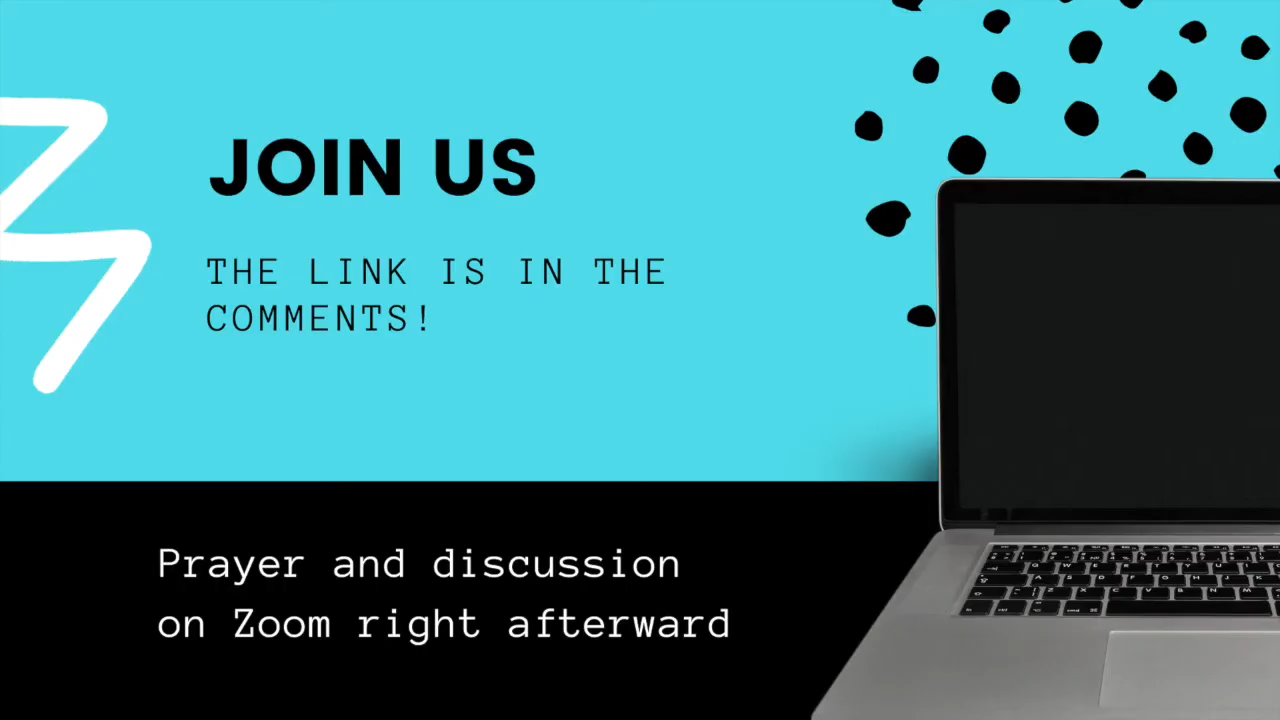 JOIN US
THE LINK IS IN THE
COMMENTS!
Prayer and discussion
on Zoom right afterward